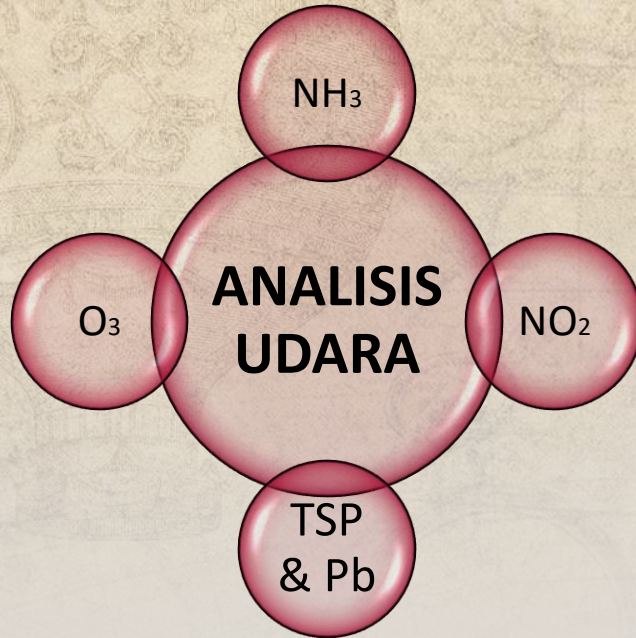 NH₃
O₃
ANALISIS
UDARA
NO₂
TSP
& Pb